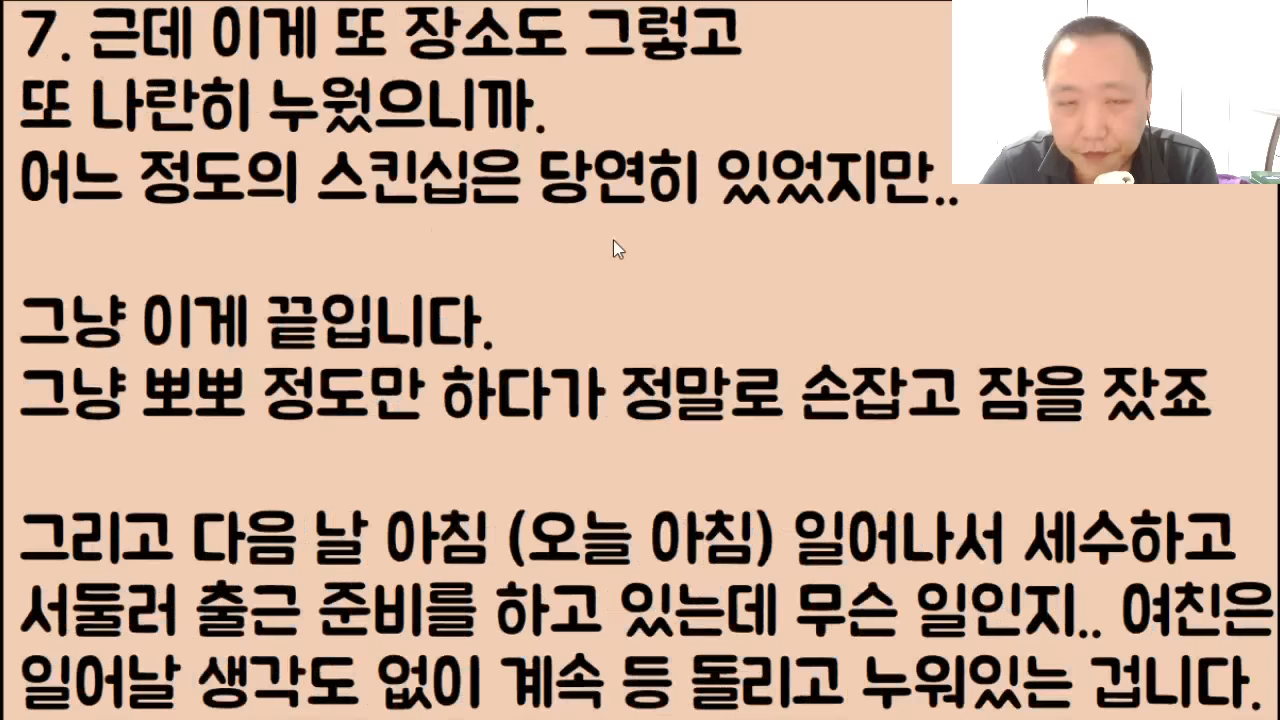 7. 근데 이게 또 장소도 그렇고
또 나란히 누웠으니까.
어느 정도의 스킨십은 당연히 있었지만..
그냥 이게 끝입니다.
그냥 뽀뽀 정도만 하다가 정말로 손잡고 잠을 잤죠
그리고 다음 날 아침 (오늘 아침) 일어나서 세수하고
서둘러 출근 준비를 하고 있는데 무슨 일인지.. 여친은
일어날 생각도 없이 계속 등 돌리고 누워있는 겁니다.